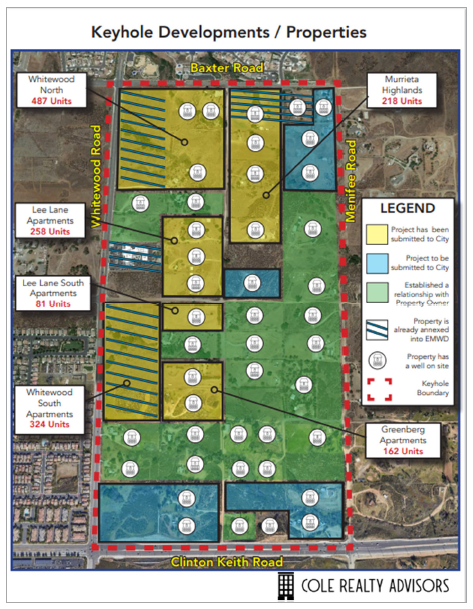 Keyhole Developments / Properties
Baxter Road
Whitewood
North
487 Units
Murrieta
Highlands
218 Units
Whitewood Road
Menifee Road
Lee Lane
Apartments
258 Units
Lee Lane South
Apartments
81 Units
Whitewood
South
Apartments
324 Units
LEGEND
Project has been
submitted to City
Project to be
submitted to City
Established a
relationship with
Property Owner
Property is
already annexed
into EMWD
Property has
a well on site
Keyhole
Boundary
Greenberg
Apartments
162 Units
Clinton Keith Road
COLE REALTY ADVISORS